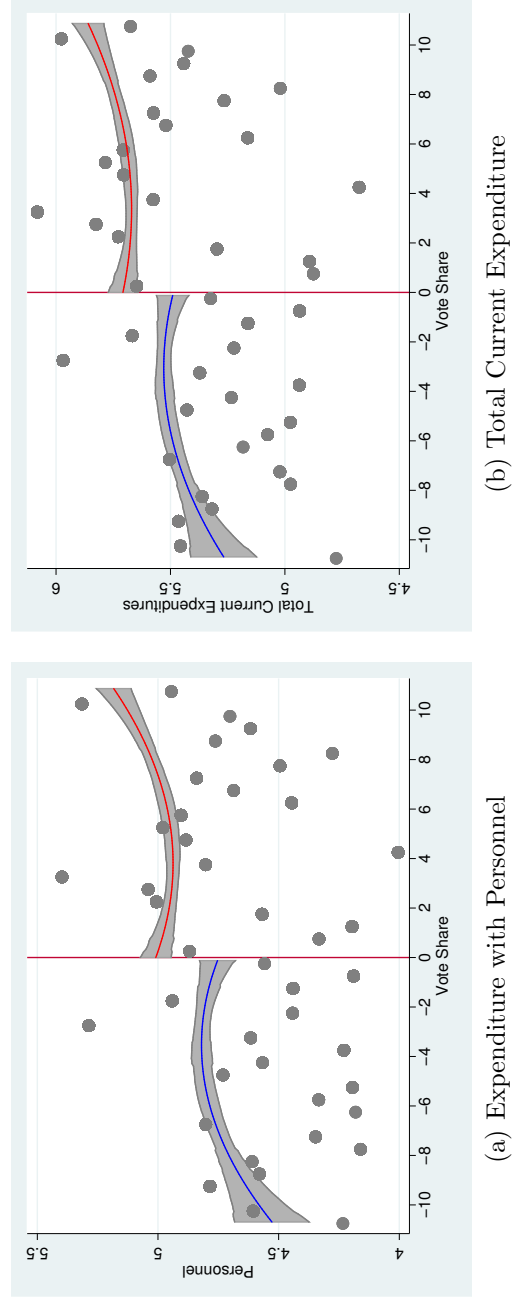 5.5
5
4.5
4
Personnel
−10 −8 −6 −4 −2 0 2 4 6 8 10
Vote Share
(a) Expenditure with Personnel
6
5.5
5
4.5
Total Current Expenditures
−10 −8 −6 −4 −2 0 2 4 6 8 10
Vote Share
(b) Total Current Expenditure